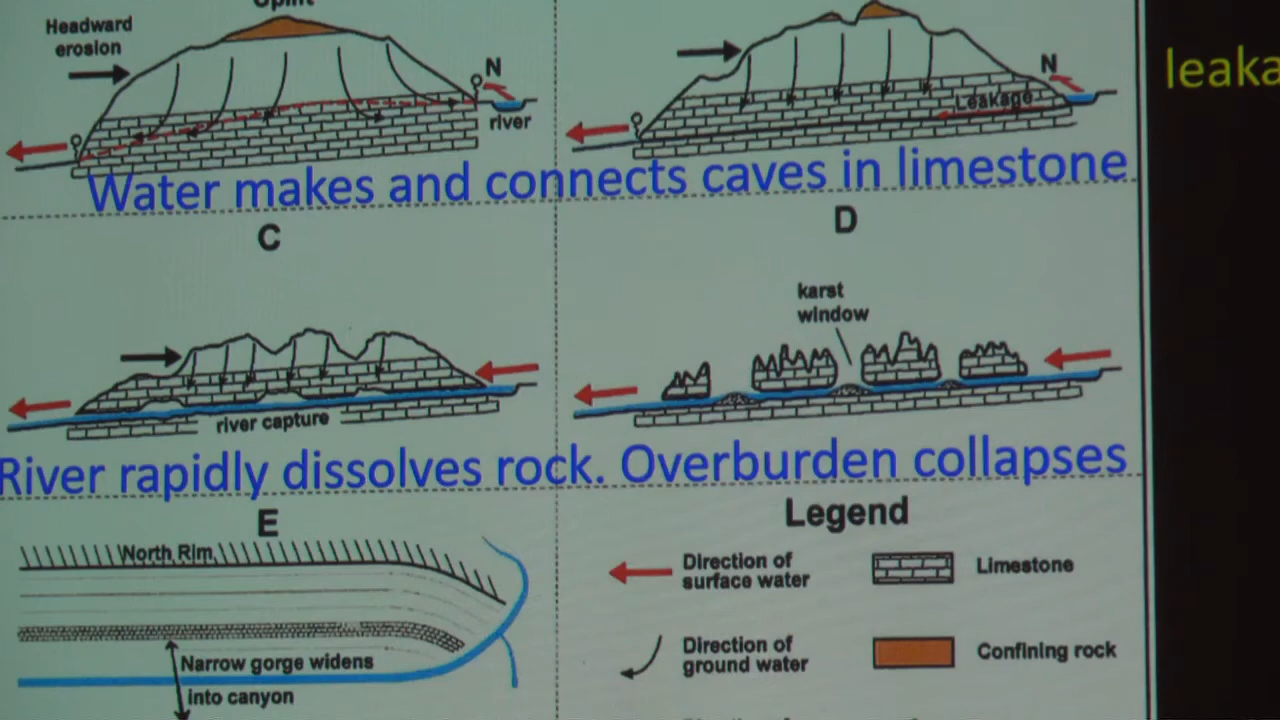 Uplift
Headward
erosion
N
river
N
Leakage
leaka
Water makes and connects caves in limestone
C
D
karst
window
river capture
River rapidly dissolves rock. Overburden collapses
E
Legend
North Rim
Direction of
surface water
Limestone
Direction of
ground water
Confining rock
Narrow gorge widens
into canyon